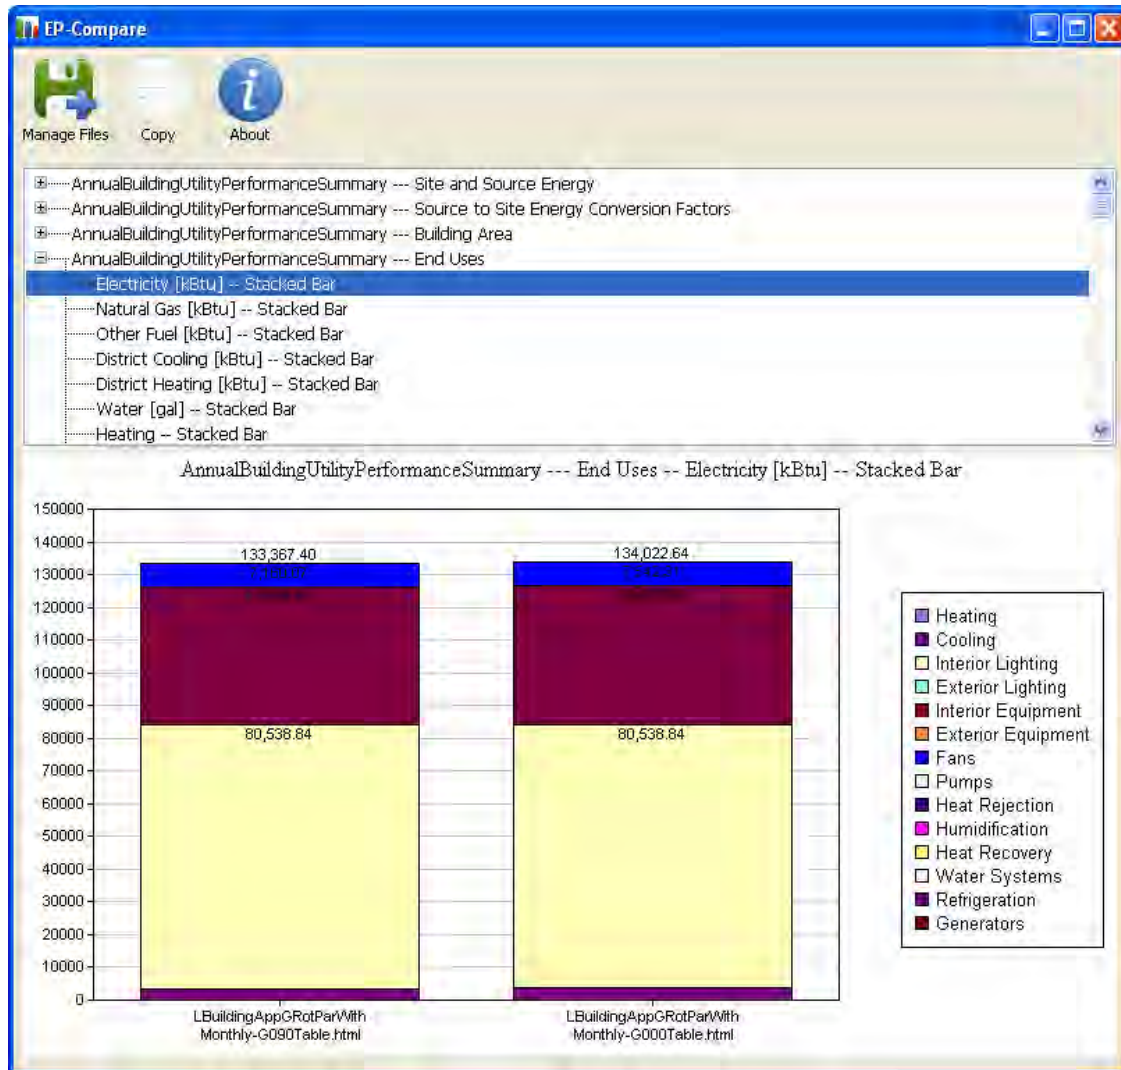 EP-Compare
Manage Files
Copy
About
AnnualBuildingUtilityPerformanceSummary --- Site and Source Energy
AnnualBuildingUtilityPerformanceSummary --- Source to Site Energy Conversion Factors
AnnualBuildingUtilityPerformanceSummary --- Building Area
AnnualBuildingUtilityPerformanceSummary --- End Uses
Electricity [kBtu] -- Stacked Bar
Natural Gas [kBtu] -- Stacked Bar
Other Fuel [kBtu] -- Stacked Bar
District Cooling [kBtu] -- Stacked Bar
District Heating [kBtu] -- Stacked Bar
Water [gal] -- Stacked Bar
Heating -- Stacked Bar
AnnualBuildingUtilityPerformanceSummary --- End Uses -- Electricity [kBtu] -- Stacked Bar
150000
140000
130000
120000
110000
100000
90000
80000
70000
60000
50000
40000
30000
20000
10000
0
133,367.40
134,022.64
80,538.84
80,538.84
LBuildingAppGRotParWith
Monthly-G090Table.html
LBuildingAppGRotParWith
Monthly-G000Table.html
Heating
Cooling
Interior Lighting
Exterior Lighting
Interior Equipment
Exterior Equipment
Fans
Pumps
Heat Rejection
Humidification
Heat Recovery
Water Systems
Refrigeration
Generators